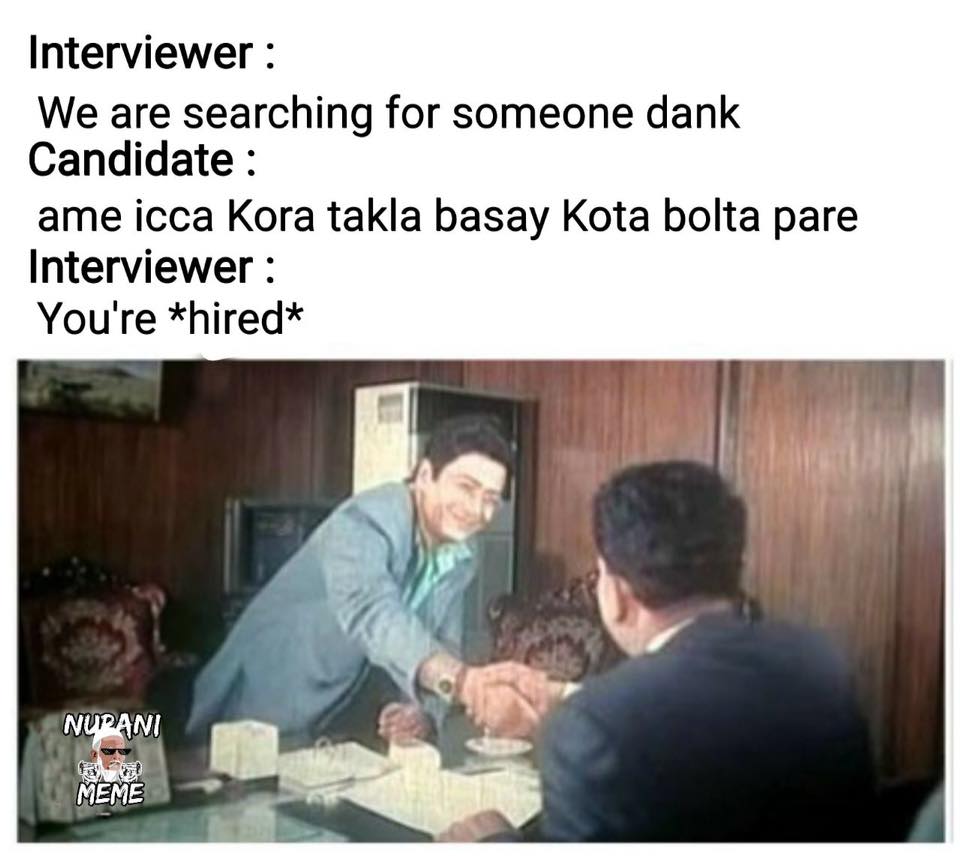 Interviewer :
We are searching for someone dank
Candidate :
ame icca Kora takla basay Kota bolta pare
Interviewer :
You're *hired*
NURANI
MEME